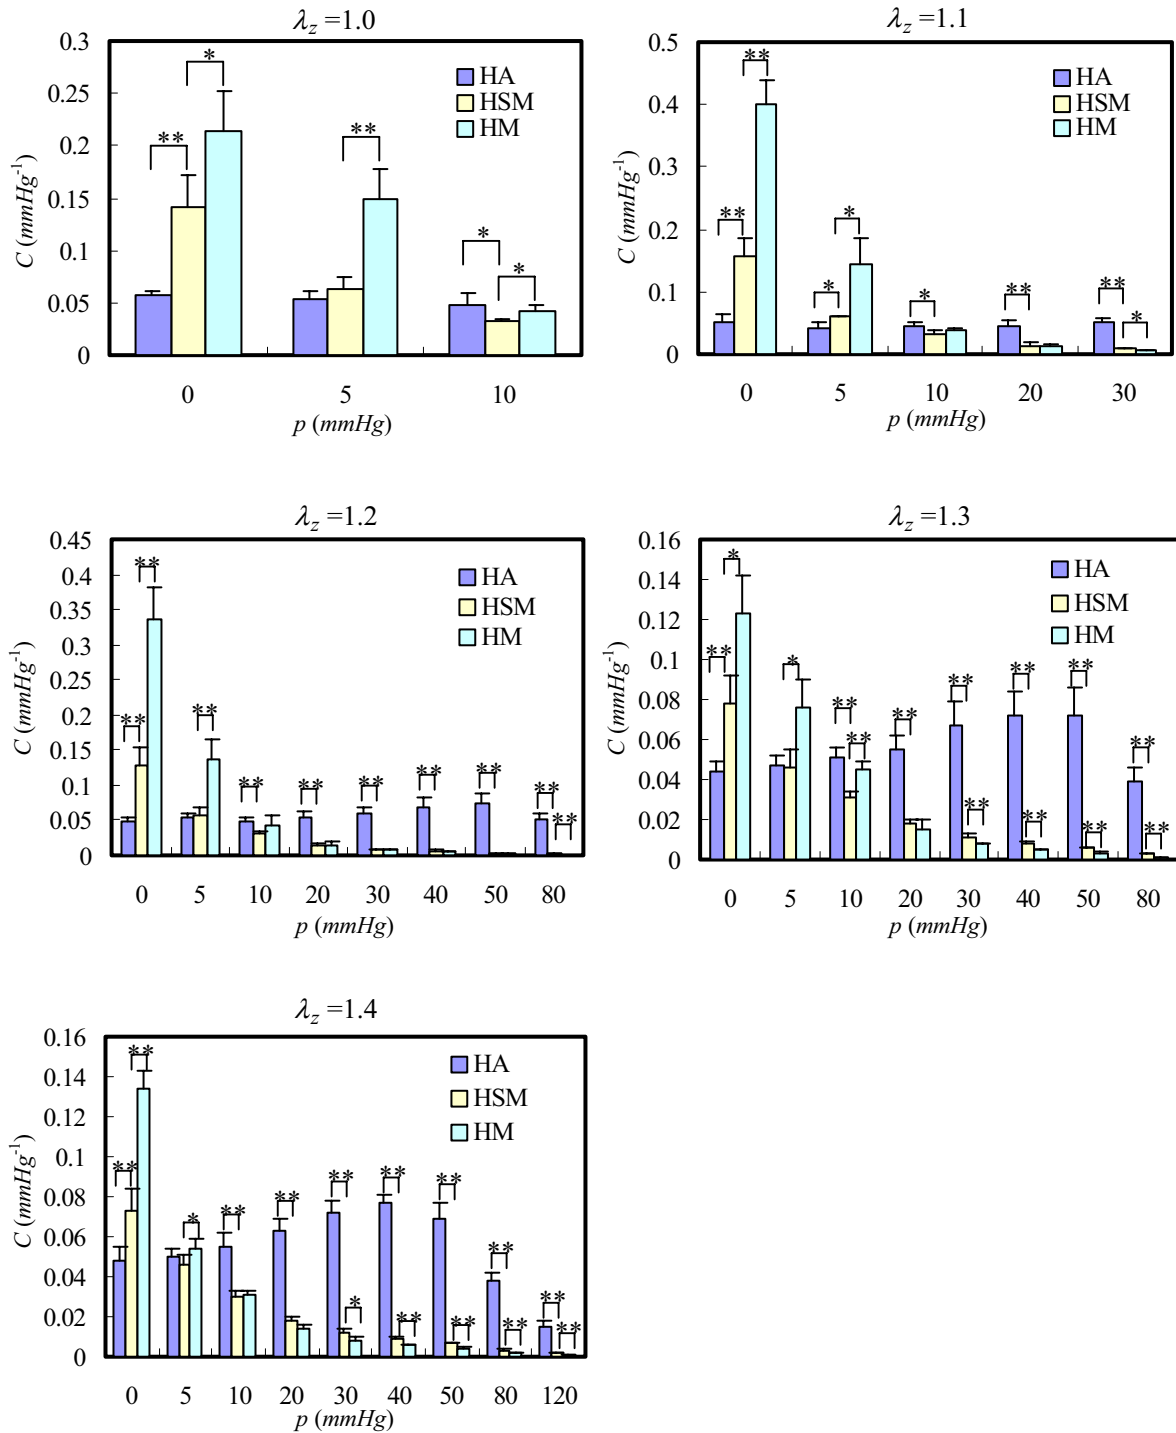 λz =1.0
0.3
0.25
0.2
0.15
0.1
0.05
0
C (mmHg-1)
*
**
**
*
*
HA
HSM
HM
0 5 10
p (mmHg)
λz =1.1
0.5
0.4
0.3
0.2
0.1
0
C (mmHg-1)
**
**
*
*
*
**
**
*
HA
HSM
HM
0 5 10 20 30
p (mmHg)
λz =1.2
0.45
0.4
0.35
0.3
0.25
0.2
0.15
0.1
0.05
0
C (mmHg-1)
**
**
**
**
**
**
**
**
**
**
HA
HSM
HM
0 5 10 20 30 40 50 80
p (mmHg)
λz =1.3
0.16
0.14
0.12
0.1
0.08
0.06
0.04
0.02
0
C (mmHg-1)
*
**
*
**
**
**
**
**
**
**
**
**
**
**
HA
HSM
HM
0 5 10 20 30 40 50 80
p (mmHg)
λz =1.4
0.16
0.14
0.12
0.1
0.08
0.06
0.04
0.02
0
C (mmHg-1)
**
**
*
**
**
**
*
**
**
**
**
**
**
**
**
HA
HSM
HM
0 5 10 20 30 40 50 80 120
p (mmHg)